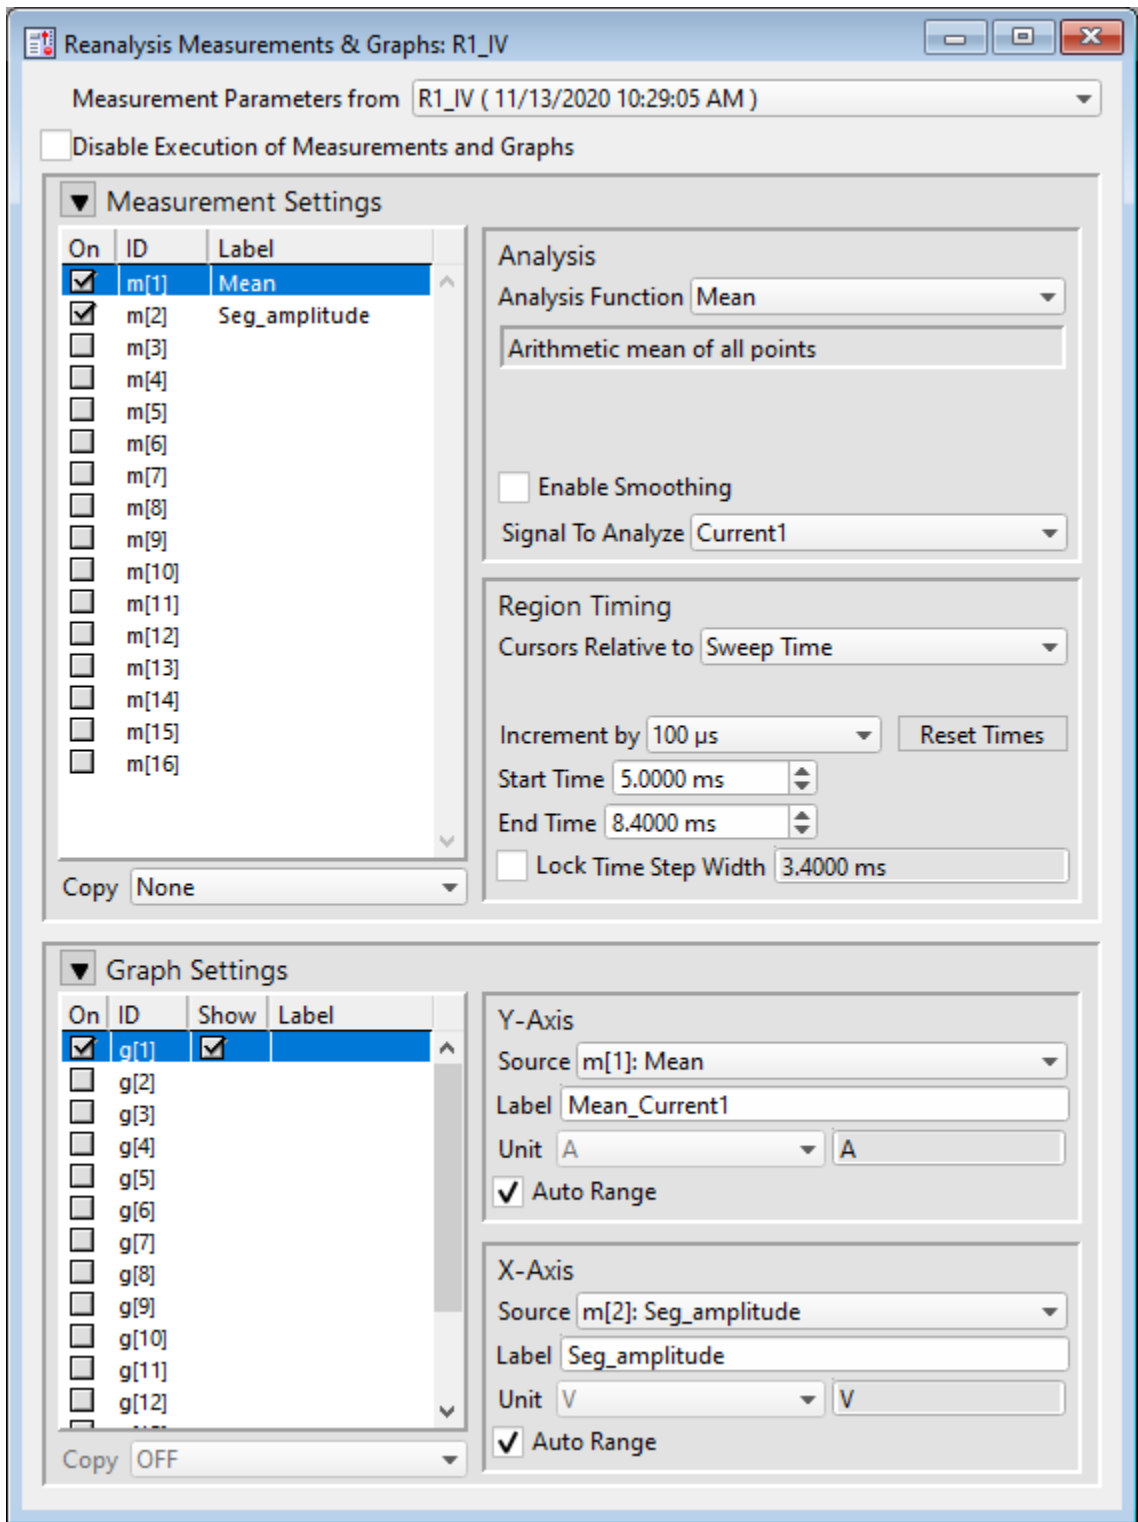 Reanalysis Measurements & Graphs: R1_IV
Measurement Parameters from R1_IV ( 11/13/2020 10:29:05 AM )
Disable Execution of Measurements and Graphs
Measurement Settings
On ID Label
m[1] Mean
m[2] Seg_amplitude
m[3]
m[4]
m[5]
m[6]
m[7]
m[8]
m[9]
m[10]
m[11]
m[12]
m[13]
m[14]
m[15]
m[16]
Copy None
Analysis
Analysis Function Mean
Arithmetic mean of all points
Enable Smoothing
Signal To Analyze Current1
Region Timing
Cursors Relative to Sweep Time
Increment by 100 µs Reset Times
Start Time 5.0000 ms
End Time 8.4000 ms
Lock Time Step Width 3.4000 ms
Graph Settings
On ID Show Label
g[1]
g[2]
g[3]
g[4]
g[5]
g[6]
g[7]
g[8]
g[9]
g[10]
g[11]
g[12]
Copy OFF
Y-Axis
Source m[1]: Mean
Label Mean_Current1
Unit A A
Auto Range
X-Axis
Source m[2]: Seg_amplitude
Label Seg_amplitude
Unit V V
Auto Range